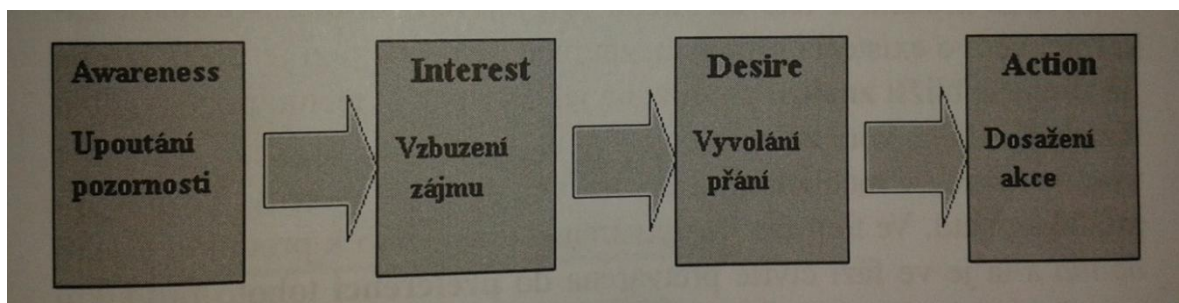 Awareness
Upoutání
pozornosti
Interest
Vzbuzení
zájmu
Desire
Vyvolání
přání
Action
Dosažení
akce